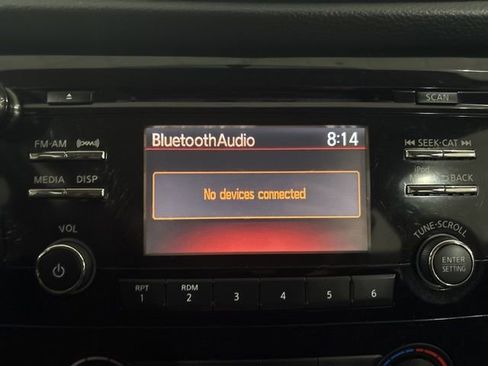 SCAN
FM·AM
SEEK·CAT
BluetoothAudio 8:14
MEDIA DISP
iPod
BACK
No devices connected
VOL
TUNE·SCROLL
ENTER
SETTING
RPT
1
RDM
2
3
4
5
6